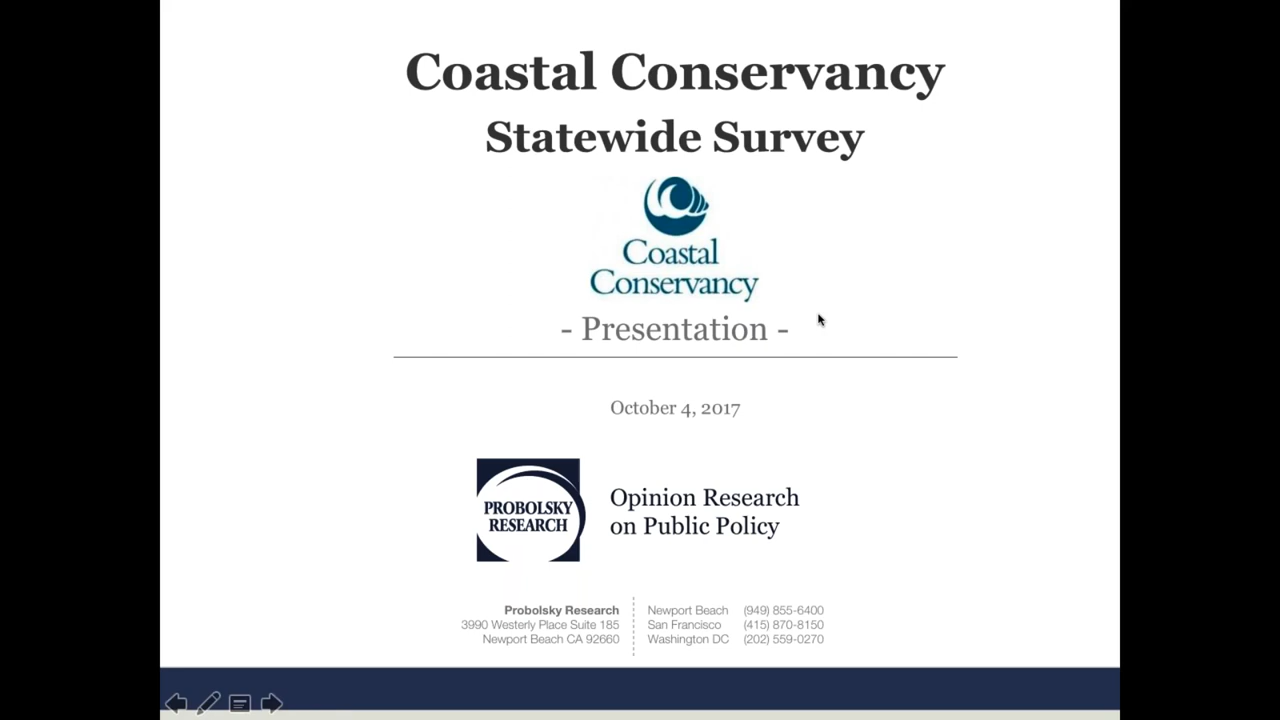 Coastal Conservancy
Statewide Survey
Coastal
Conservancy
- Presentation -
October 4, 2017
PROBOLSKY
RESEARCH
Opinion Research
on Public Policy
Probolsky Research
3990 Westerly Place Suite 185
Newport Beach CA 92660
Newport Beach (949) 855-6400
San Francisco (415) 870-8150
Washington DC (202) 559-0270